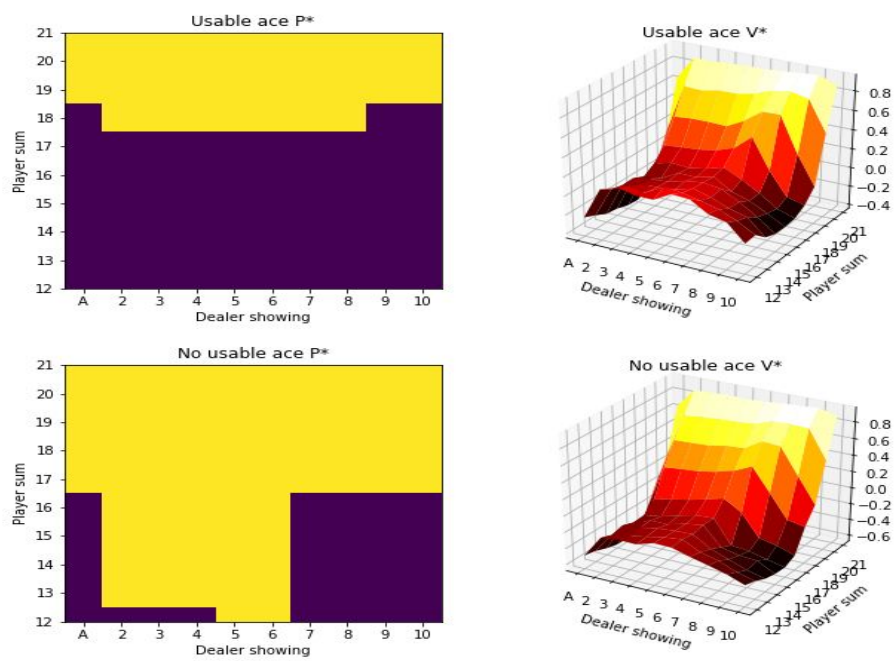 Usable ace P*
21
20
19
18
17
16
15
14
13
12
Player sum
A 2 3 4 5 6 7 8 9 10
Dealer showing
Usable ace V*
0.8
0.6
0.4
0.2
0.0
−0.2
−0.4
A 2 3 4 5 6 7 8 9 10
Dealer showing
12 13 14 15 16 17 18 19 20 21
Player sum
No usable ace P*
21
20
19
18
17
16
15
14
13
12
Player sum
A 2 3 4 5 6 7 8 9 10
Dealer showing
No usable ace V*
0.8
0.6
0.4
0.2
0.0
−0.2
−0.4
−0.6
A 2 3 4 5 6 7 8 9 10
Dealer showing
12 13 14 15 16 17 18 19 20 21
Player sum